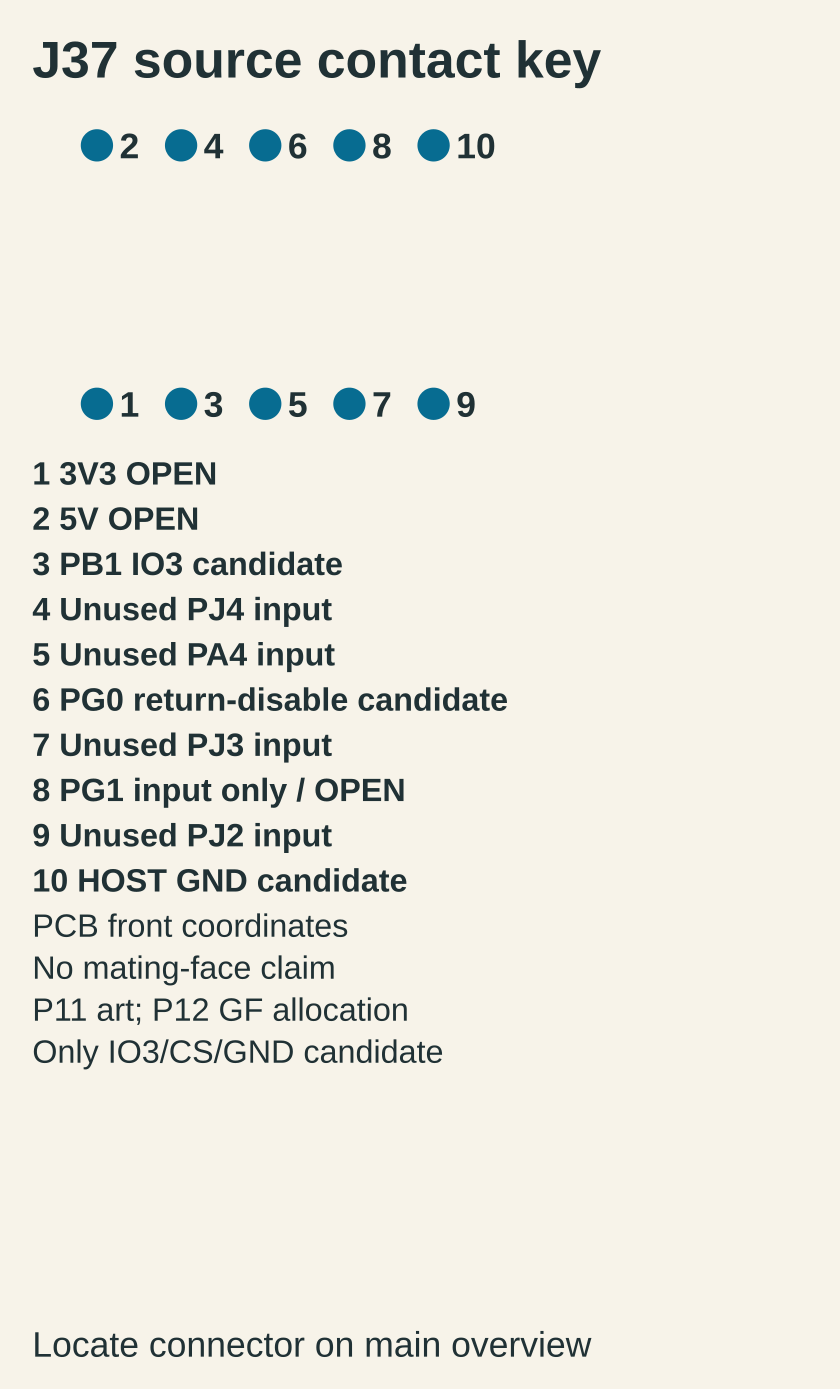 J37 source contact key
2 4 6 8 10
1 3 5 7 9
1 3V3 OPEN
2 5V OPEN
3 PB1 IO3 candidate
4 Unused PJ4 input
5 Unused PA4 input
6 PG0 return-disable candidate
7 Unused PJ3 input
8 PG1 input only / OPEN
9 Unused PJ2 input
10 HOST GND candidate
PCB front coordinates
No mating-face claim
P11 art; P12 GF allocation
Only IO3/CS/GND candidate
Locate connector on main overview